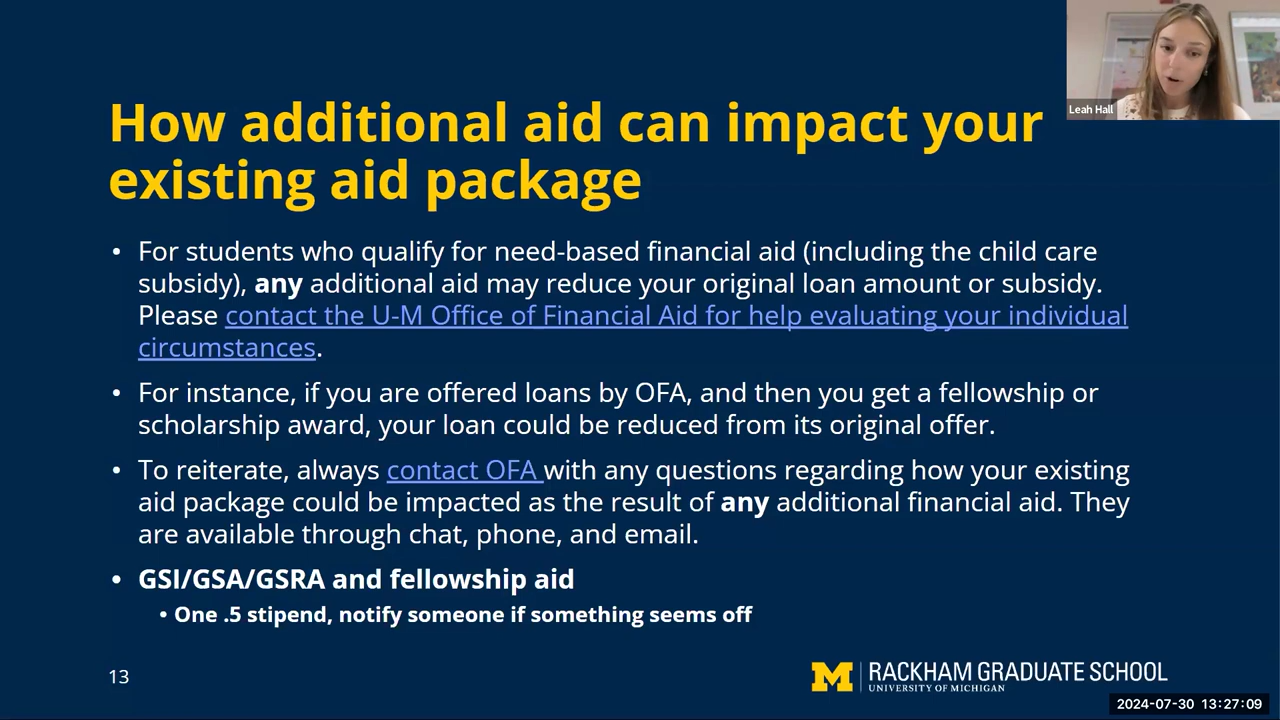 Leah Hall
How additional aid can impact your
existing aid package
• For students who qualify for need-based financial aid (including the child care
subsidy), any additional aid may reduce your original loan amount or subsidy.
Please contact the U-M Office of Financial Aid for help evaluating your individual
circumstances.
• For instance, if you are offered loans by OFA, and then you get a fellowship or
scholarship award, your loan could be reduced from its original offer.
• To reiterate, always contact OFA with any questions regarding how your existing
aid package could be impacted as the result of any additional financial aid. They
are available through chat, phone, and email.
• GSI/GSA/GSRA and fellowship aid
• One .5 stipend, notify someone if something seems off
13
M RACKHAM GRADUATE SCHOOL
UNIVERSITY OF MICHIGAN
2024-07-30 13:27:09